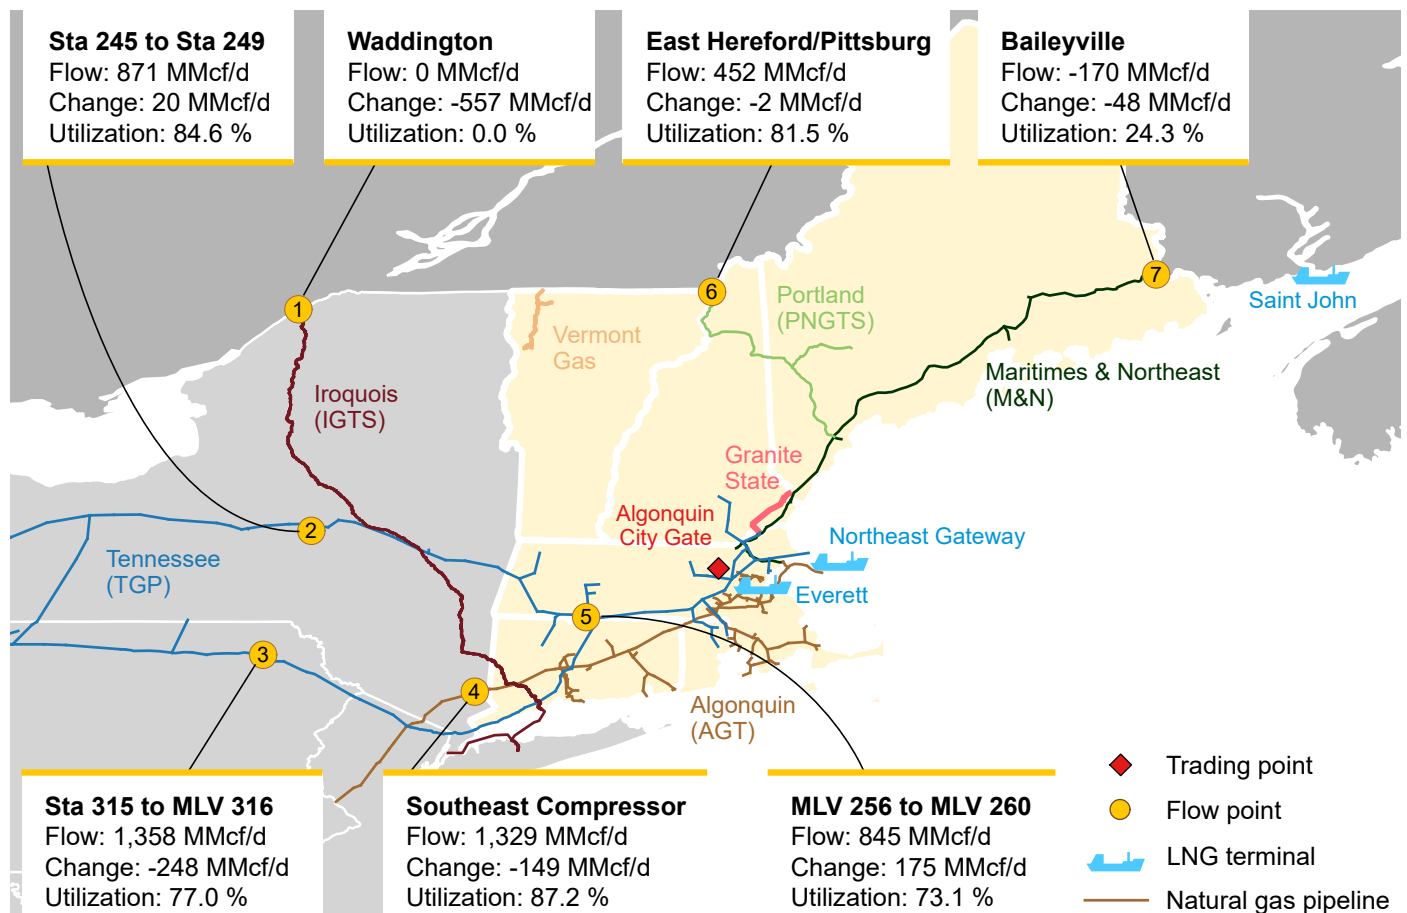 Sta 245 to Sta 249
Flow: 871 MMcf/d
Change: 20 MMcf/d
Utilization: 84.6 %
Waddington
Flow: 0 MMcf/d
Change: -557 MMcf/d
Utilization: 0.0 %
East Hereford/Pittsburg
Flow: 452 MMcf/d
Change: -2 MMcf/d
Utilization: 81.5 %
Baileyville
Flow: -170 MMcf/d
Change: -48 MMcf/d
Utilization: 24.3 %
1
6
7
Saint John
Portland
(PNGTS)
Vermont
Gas
Maritimes & Northeast
(M&N)
Iroquois
(IGTS)
Granite
State
Algonquin
City Gate
2
Northeast Gateway
Tennessee
(TGP)
Everett
5
3
4
Algonquin
(AGT)
Sta 315 to MLV 316
Flow: 1,358 MMcf/d
Change: -248 MMcf/d
Utilization: 77.0 %
Southeast Compressor
Flow: 1,329 MMcf/d
Change: -149 MMcf/d
Utilization: 87.2 %
MLV 256 to MLV 260
Flow: 845 MMcf/d
Change: 175 MMcf/d
Utilization: 73.1 %
Trading point
Flow point
LNG terminal
Natural gas pipeline